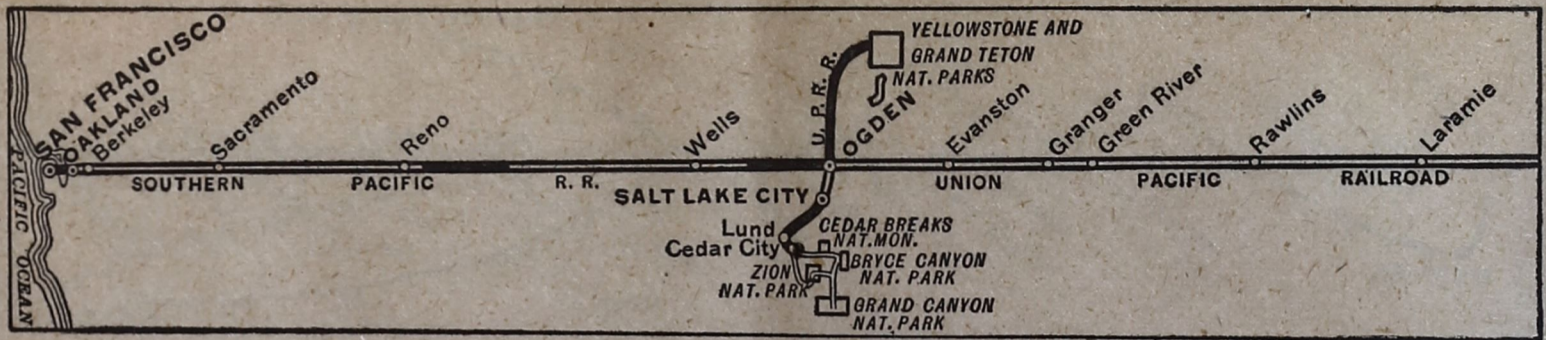 SAN FRANCISCO
OAKLAND
Berkeley
Sacramento
Reno
Wells
U. P. R. R.
OGDEN
YELLOWSTONE AND
GRAND TETON
NAT. PARKS
Evanston
Granger
Green River
Rawlins
Laramie
SOUTHERN PACIFIC R. R.
UNION PACIFIC RAILROAD
SALT LAKE CITY
Lund
Cedar City
CEDAR BREAKS
NAT. MON.
BRYCE CANYON
NAT. PARK
ZION
NAT. PARK
GRAND CANYON
NAT. PARK
PACIFIC OCEAN